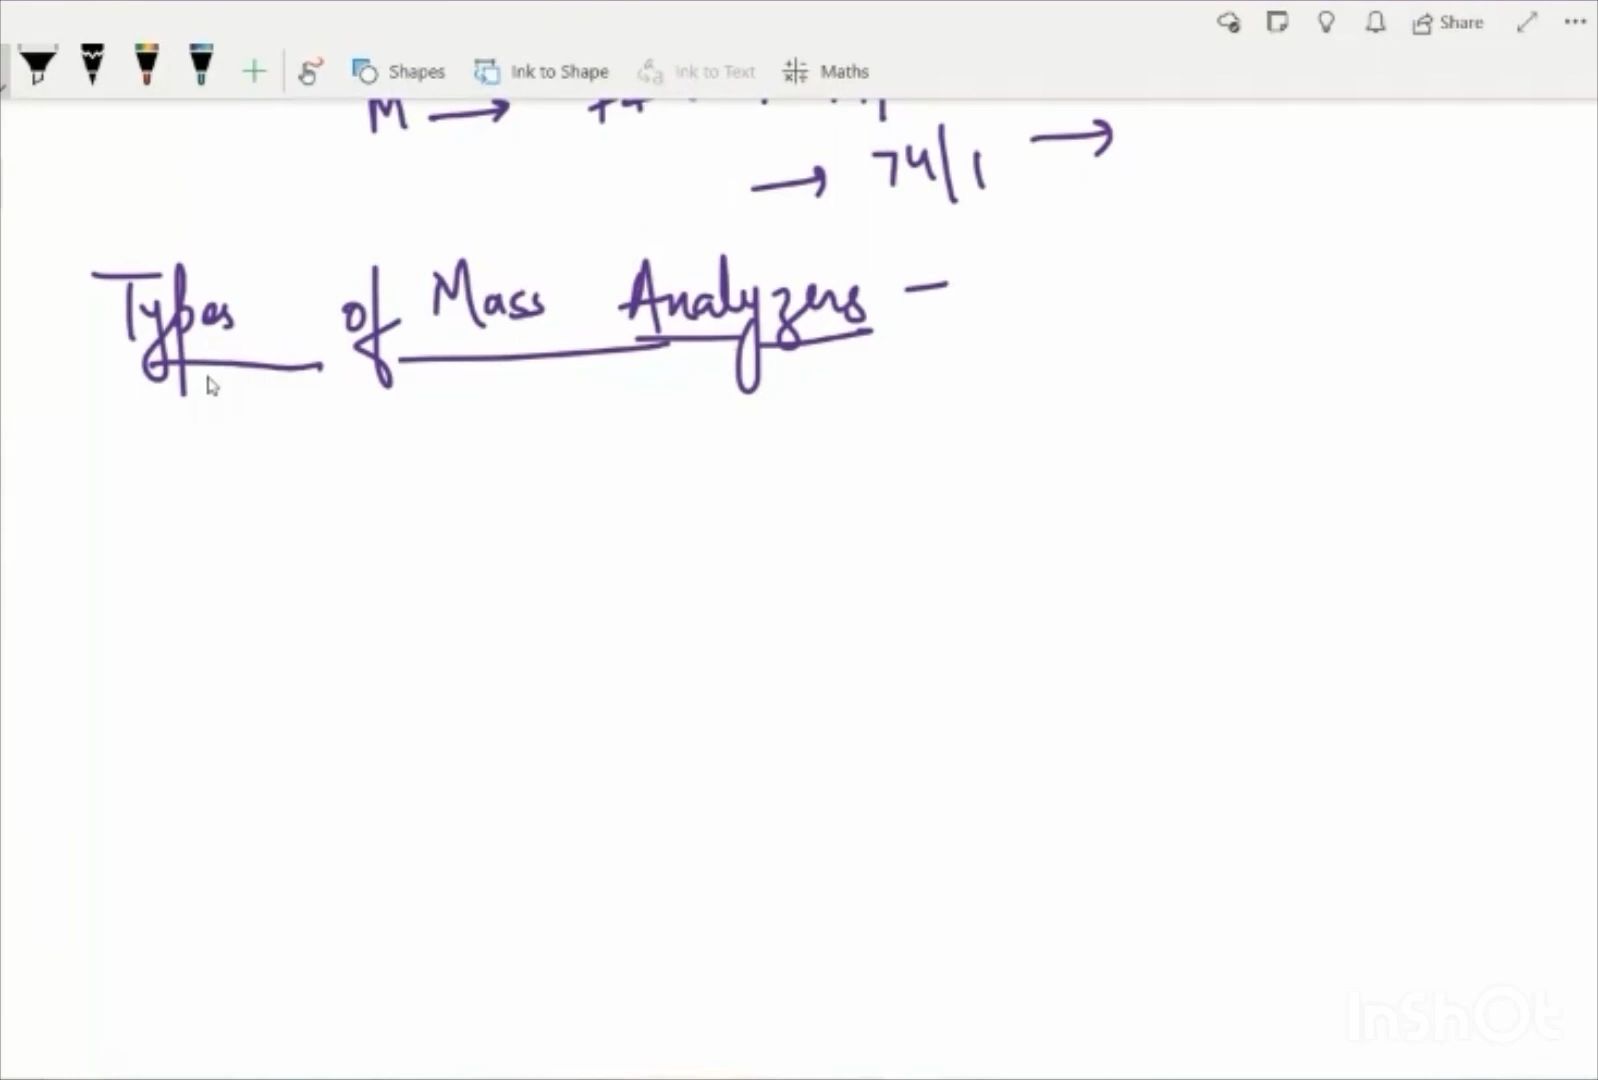 Share
Shapes Ink to Shape Ink to Text Maths
M →
→ 74/1 →
Types of Mass Analyzers -
InShOt